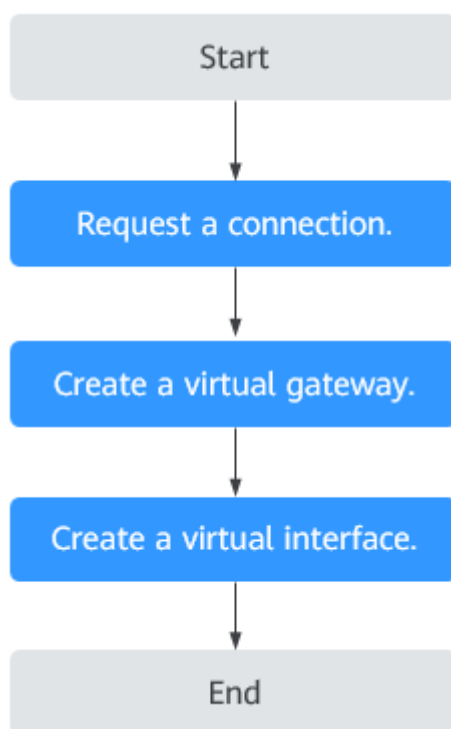 Start
Request a connection.
Create a virtual gateway.
Create a virtual interface.
End